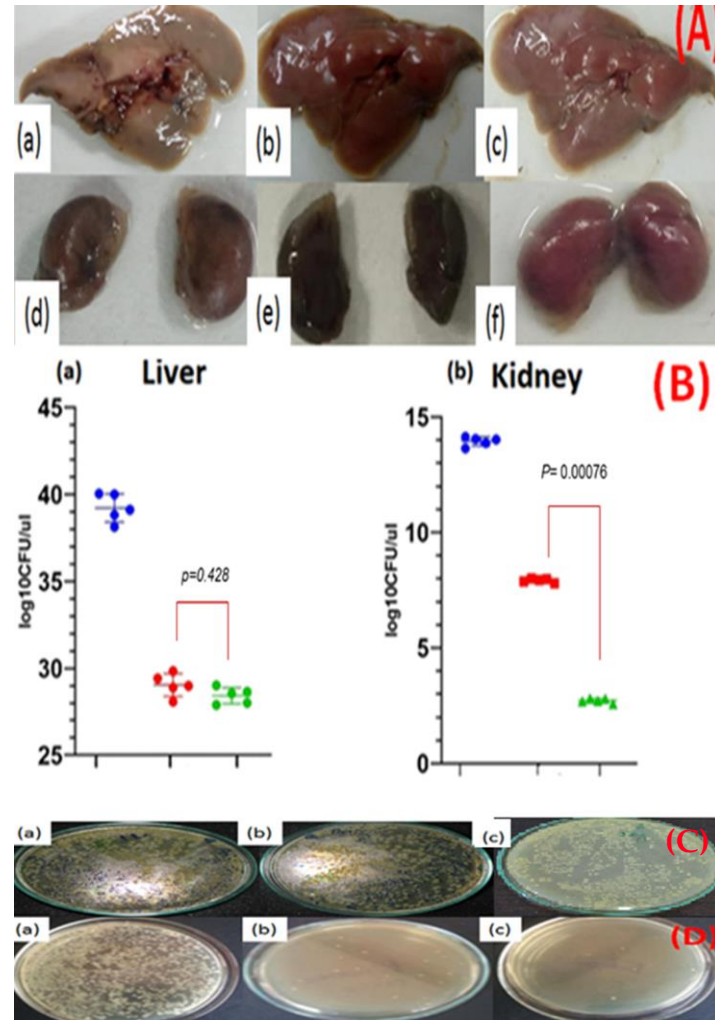 (A)
(a)
(b)
(c)
(d)
(e)
(f)
(a) Liver
(b) Kidney
(B)
45
40
35
30
25
log10CFU/ul
p=0.428
15
10
5
0
log10CFU/ul
P= 0.00076
(a)
(b)
(c)
(C)
(a)
(b)
(c)
(D)